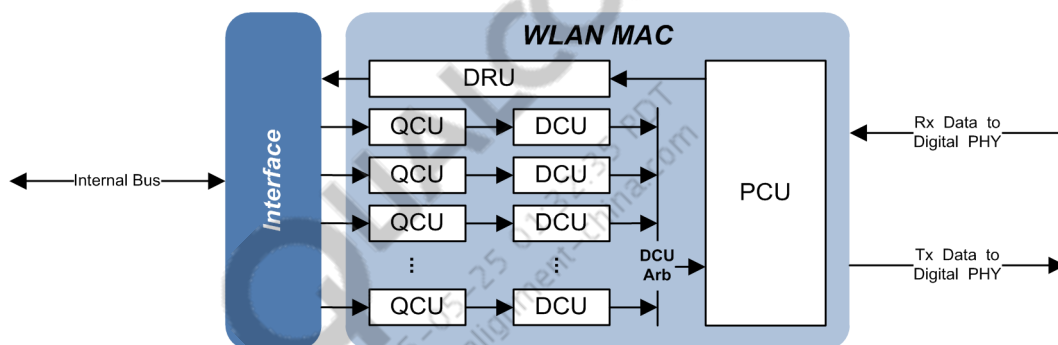 WLAN MAC
DRU
QCU DCU
Rx Data to
Digital PHY
QCU DCU
Internal Bus
Interface
PCU
QCU DCU
... ...
DCU
Arb
Tx Data to
Digital PHY
QCU DCU